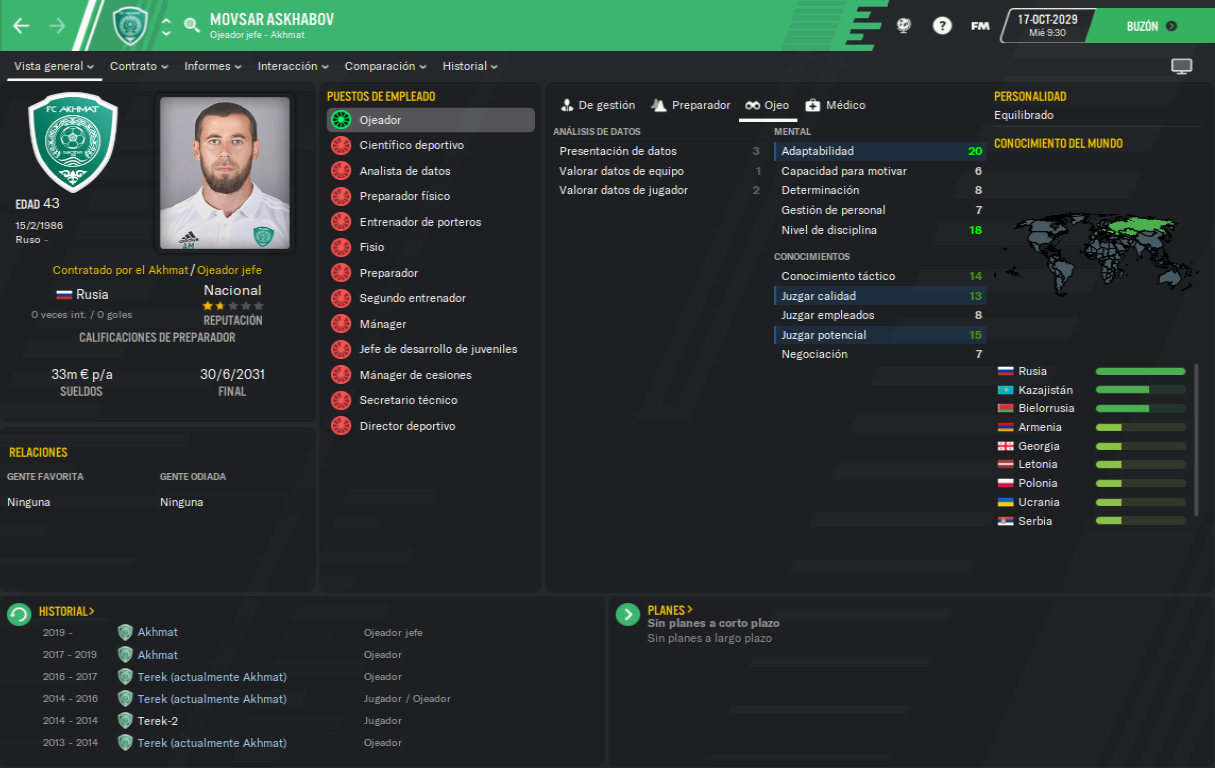 MOVSAR ASKHABOV
Ojeador jefe - Akhmat
?
FM
17-OCT-2029
Mié 9:30
BUZÓN
Vista general
Contrato
Informes
Interacción
Comparación
Historial
FC AKHMAT
GROZNY
adidas
AM
EDAD 43
15/2/1986
Ruso -
Contratado por el Akhmat / Ojeador jefe
Rusia
0 veces int. / 0 goles
Nacional
REPUTACIÓN
CALIFICACIONES DE PREPARADOR
33m € p/a
SUELDOS
30/6/2031
FINAL
RELACIONES
GENTE FAVORITA
GENTE ODIADA
Ninguna
Ninguna
PUESTOS DE EMPLEADO
Ojeador
Científico deportivo
Analista de datos
Preparador físico
Entrenador de porteros
Fisio
Preparador
Segundo entrenador
Mánager
Jefe de desarrollo de juveniles
Mánager de cesiones
Secretario técnico
Director deportivo
De gestión
Preparador
Ojeo
Médico
ANÁLISIS DE DATOS
Presentación de datos 3
Valorar datos de equipo 1
Valorar datos de jugador 2
MENTAL
Adaptabilidad 20
Capacidad para motivar 6
Determinación 8
Gestión de personal 7
Nivel de disciplina 18
CONOCIMIENTOS
Conocimiento táctico 14
Juzgar calidad 13
Juzgar empleados 8
Juzgar potencial 15
Negociación 7
PERSONALIDAD
Equilibrado
CONOCIMIENTO DEL MUNDO
Rusia
Kazajistán
Bielorrusia
Armenia
Georgia
Letonia
Polonia
Ucrania
Serbia
HISTORIAL >
2019 - Akhmat Ojeador jefe
2017 - 2019 Akhmat Ojeador
2016 - 2017 Terek (actualmente Akhmat) Ojeador
2014 - 2016 Terek (actualmente Akhmat) Jugador / Ojeador
2014 - 2014 Terek-2 Jugador
2013 - 2014 Terek (actualmente Akhmat) Ojeador
PLANES >
Sin planes a corto plazo
Sin planes a largo plazo